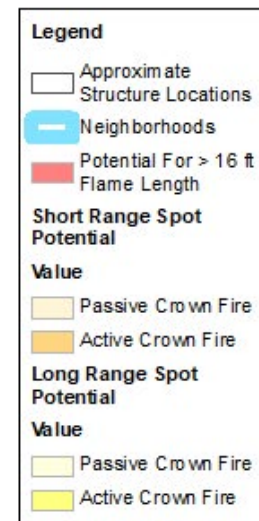 Legend
Approximate
Structure Locations
Neighborhoods
Potential For > 16 ft
Flame Length
Short Range Spot
Potential
Value
Passive Crown Fire
Active Crown Fire
Long Range Spot
Potential
Value
Passive Crown Fire
Active Crown Fire